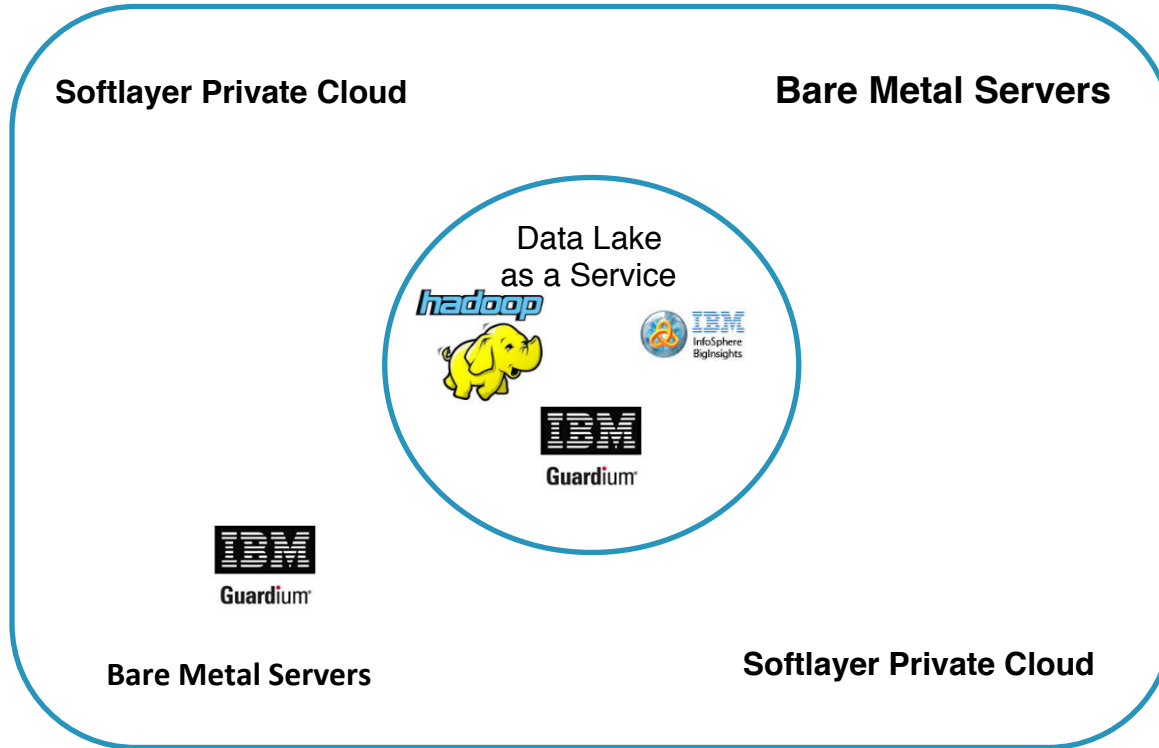 Softlayer Private Cloud
Bare Metal Servers
Data Lake
as a Service
hadoop
IBM
InfoSphere
BigInsights
IBM
Guardium®
IBM
Guardium®
Bare Metal Servers
Softlayer Private Cloud